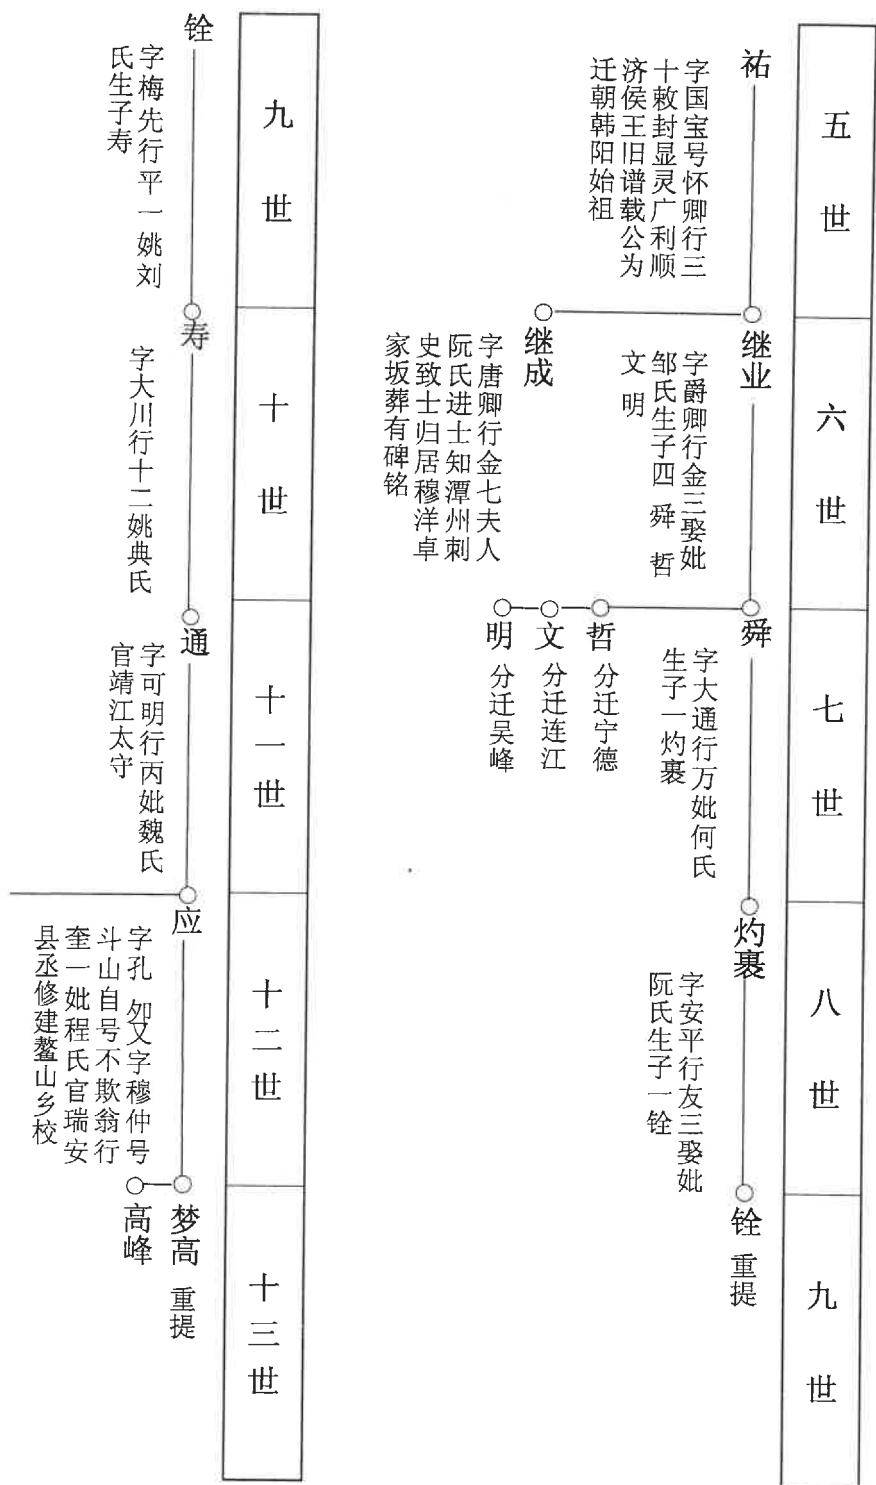 五世
六世
七世
八世
九世
祐
字国宝号怀卿行三
十敕封显灵广利顺
济侯王旧谱载公为
迁朝韩阳始祖
继业
字爵卿行金三娶妣
邹氏生子四 舜 哲
文 明
继成
字唐卿行金七夫人
阮氏进士知潭州刺
史致士归居穆洋卓
家坂葬有碑铭
舜
字大通行万妣何氏
生子一灼裹
哲 分迁宁德
文 分迁连江
明 分迁吴峰
灼裹
字安平行友三娶妣
阮氏生子一铨
铨 重提
九世
十世
十一世
十二世
十三世
铨
字梅先行平一姚刘
氏生子寿
寿
字大川行十二姚典氏
通
字可明行丙妣魏氏
官靖江太守
应
字孔 夘又字穆仲号
斗山自号不欺翁行
奎一妣程氏官瑞安
县丞修建鳌山乡校
梦高 重提
高峰